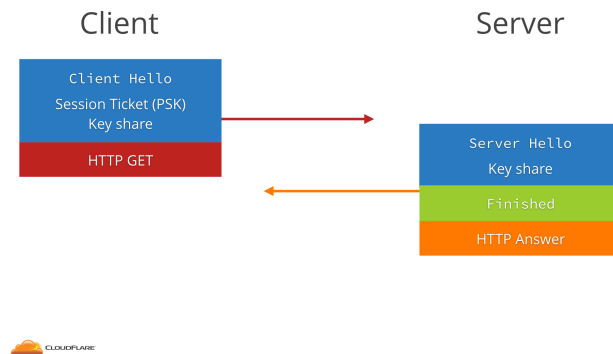 Client
Server
Client Hello
Session Ticket (PSK)
Key share
HTTP GET
Server Hello
Key share
Finished
HTTP Answer
CLOUDFLARE